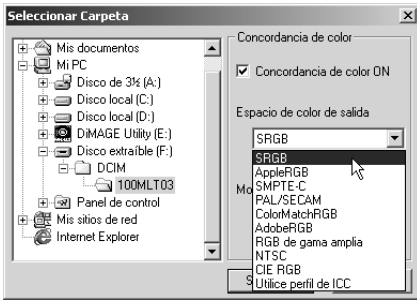 Seleccionar Carpeta
Mis documentos
Mi PC
Disco de 3½ (A:)
Disco local (C:)
Disco local (D:)
DiMAGE Utility (E:)
Disco extraíble (F:)
DCIM
100MLT03
Panel de control
Mis sitios de red
Internet Explorer
Concordancia de color
Concordancia de color ON
Espacio de color de salida
SRGB
SRGB
AppleRGB
SMPTE-C
PAL/SECAM
ColorMatchRGB
AdobeRGB
RGB de gama amplia
NTSC
CIE RGB
Utilice perfil de ICC